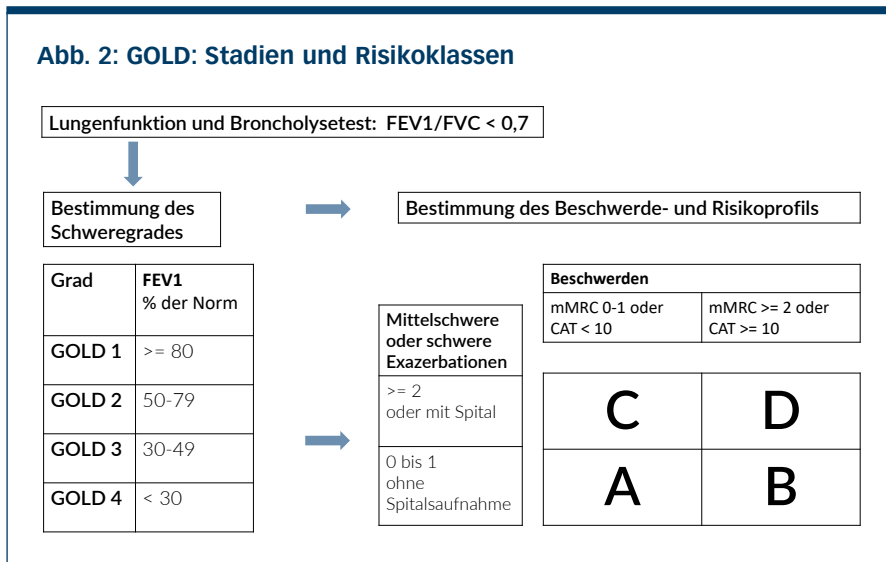 Abb. 2: GOLD: Stadien und Risikoklassen
Lungenfunktion und Broncholysetest: FEV1/FVC < 0,7
Bestimmung des
Schweregrades
Bestimmung des Beschwerde- und Risikoprofils
Grad
FEV1
% der Norm
GOLD 1
>= 80
GOLD 2
50-79
GOLD 3
30-49
GOLD 4
< 30
Mittelschwere
oder schwere
Exazerbationen
>= 2
oder mit Spital
0 bis 1
ohne
Spitalsaufnahme
Beschwerden
mMRC 0-1 oder
CAT < 10
mMRC >= 2 oder
CAT >= 10
C
D
A
B